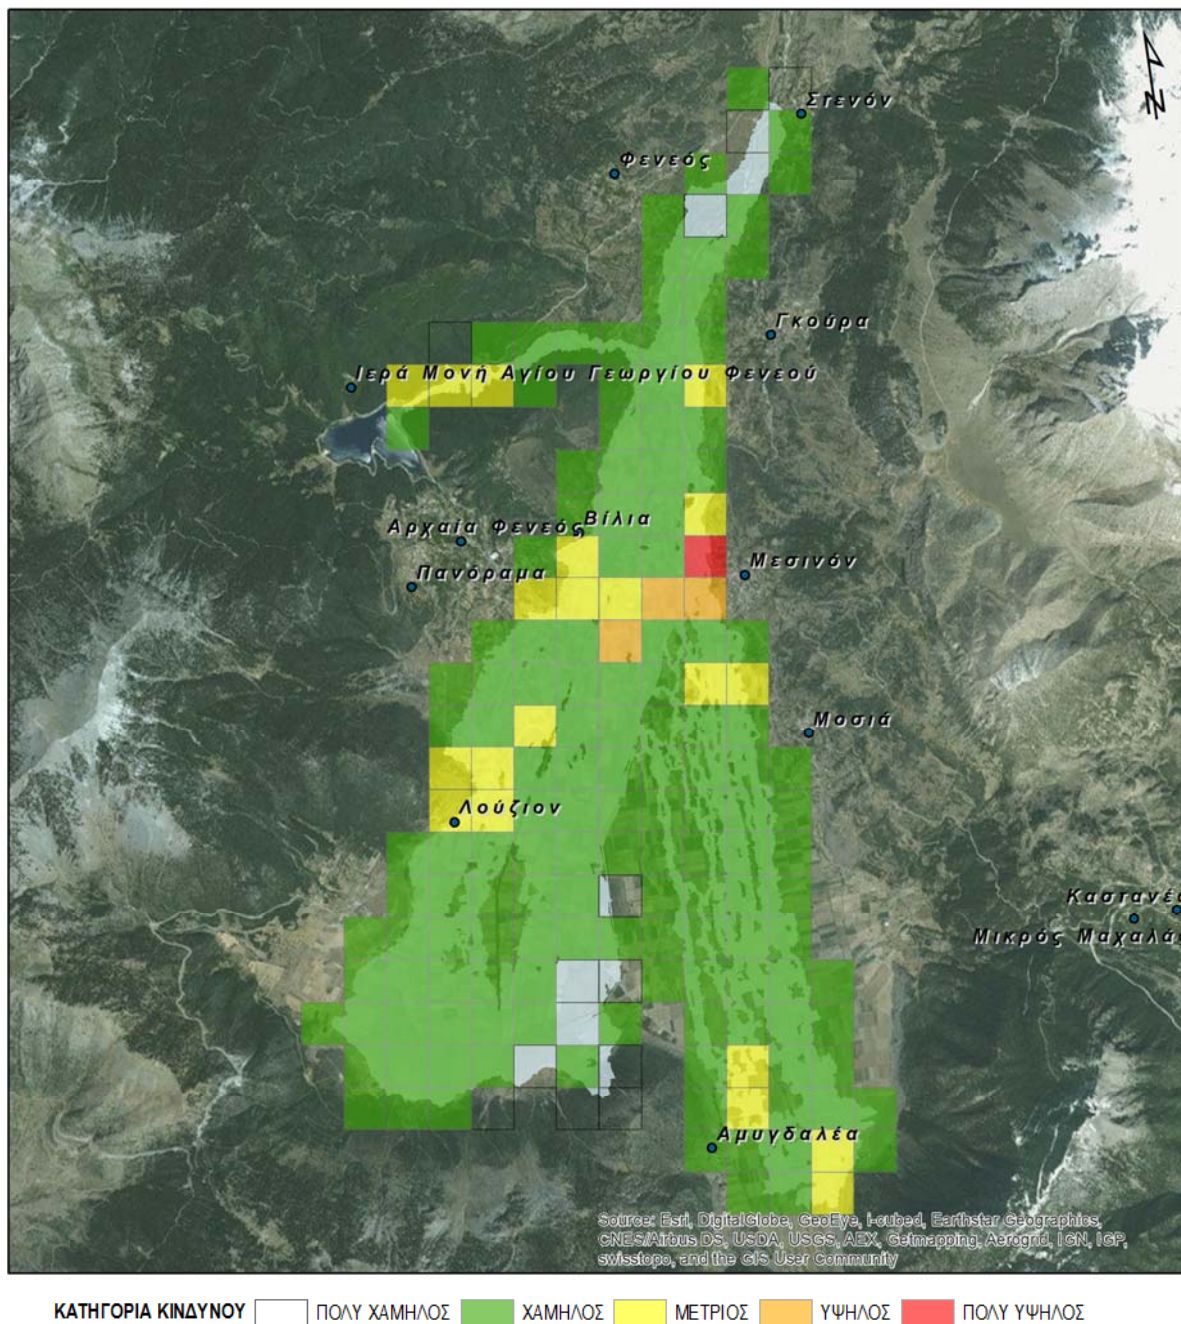 Στενόν
Φενεός
Γκούρα
Ιερά Μονή Αγίου Γεωργίου Φενεού
Βίλια
Αρχαία Φενεός
Μεσινόν
Πανόραμα
Μοσιά
Λούζιον
Καστανέα
Μικρός Μαχαλάς
Αμυγδαλέα
Source: Esri, DigitalGlobe, GeoEye, i-cubed, Earthstar Geographics,
CNES/Airbus DS, USDA, USGS, AEX, Getmapping, Aerogrid, IGN, IGP,
swisstopo, and the GIS User Community
ΚΑΤΗΓΟΡΙΑ ΚΙΝΔΥΝΟΥ ΠΟΛΥ ΧΑΜΗΛΟΣ ΧΑΜΗΛΟΣ ΜΕΤΡΙΟΣ ΥΨΗΛΟΣ ΠΟΛΥ ΥΨΗΛΟΣ
N